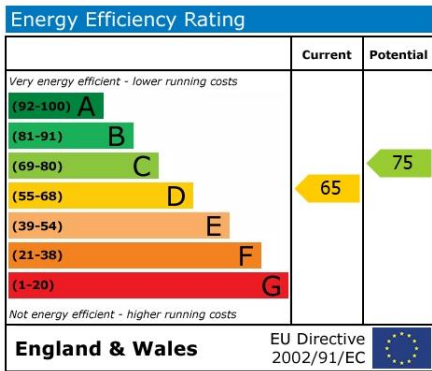 Energy Efficiency Rating
Current Potential
Very energy efficient - lower running costs
(92-100) A
(81-91) B
(69-80) C
75
(55-68) D
65
(39-54) E
(21-38) F
(1-20) G
Not energy efficient - higher running costs
England & Wales
EU Directive
2002/91/EC